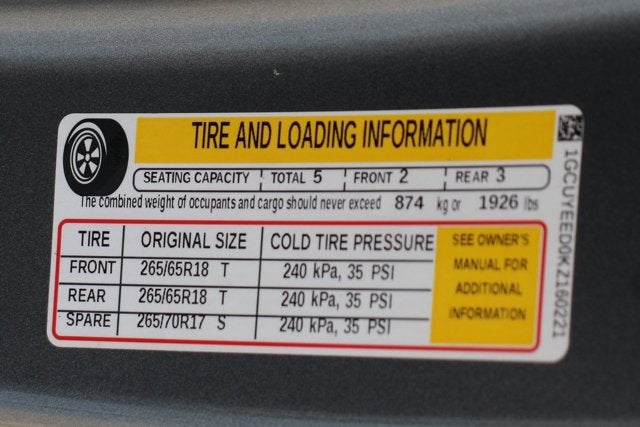 TIRE AND LOADING INFORMATION
SEATING CAPACITY TOTAL 5 FRONT 2 REAR 3
The combined weight of occupants and cargo should never exceed 874 kg or 1926 lbs
TIRE ORIGINAL SIZE COLD TIRE PRESSURE
FRONT 265/65R18 T 240 kPa, 35 PSI
REAR 265/65R18 T 240 kPa, 35 PSI
SPARE 265/70R17 S 240 kPa, 35 PSI
SEE OWNER'S
MANUAL FOR
ADDITIONAL
INFORMATION
1GCUYEED0KZ160221